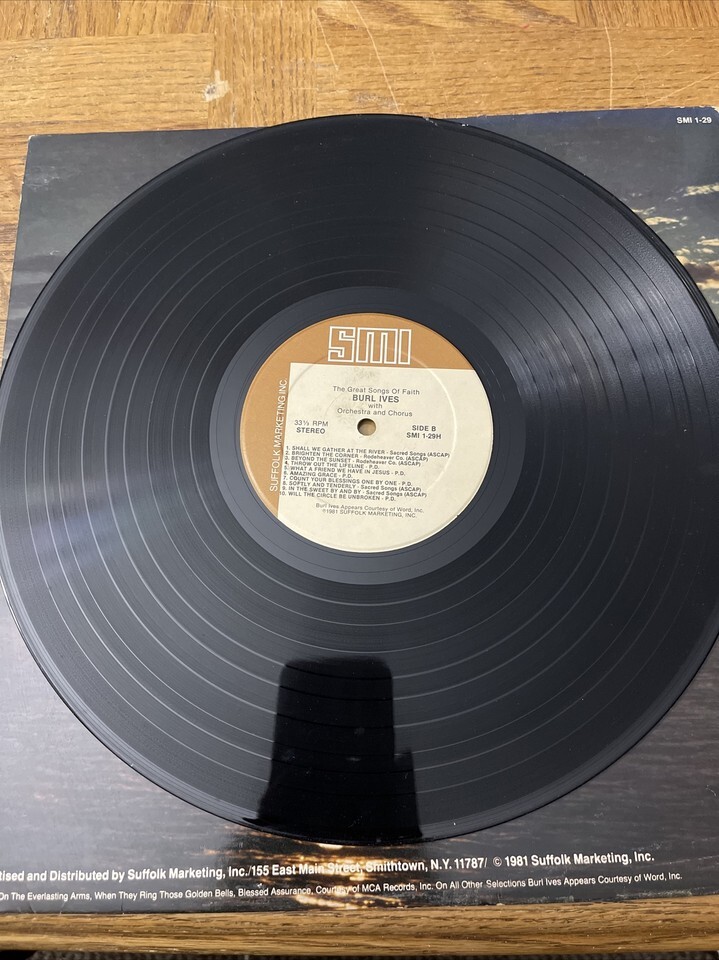 SMI 1-29
SMI
SUFFOLK MARKETING INC.
The Great Songs Of Faith
BURL IVES
with
Orchestra and Chorus
33⅓ RPM
STEREO
SIDE B
SMI 1-29H
1. SHALL WE GATHER AT THE RIVER - Sacred Songs (ASCAP)
2. BRIGHTEN THE CORNER - Rodeheaver Co. (ASCAP)
3. BEYOND THE SUNSET - Rodeheaver Co. (ASCAP)
4. THROW OUT THE LIFELINE - P.D.
5. WHAT A FRIEND WE HAVE IN JESUS - P.D.
6. AMAZING GRACE - P.D.
7. COUNT YOUR BLESSINGS ONE BY ONE - P.D.
8. SOFTLY AND TENDERLY - Sacred Songs (ASCAP)
9. IN THE SWEET BY AND BY - Sacred Songs (ASCAP)
10. WILL THE CIRCLE BE UNBROKEN - P.D.
Burl Ives Appears Courtesy of Word, Inc.
℗1981 SUFFOLK MARKETING, INC.
tised and Distributed by Suffolk Marketing, Inc./155 East Main Street, Smithtown, N.Y. 11787/ © 1981 Suffolk Marketing, Inc.
On The Everlasting Arms, When They Ring Those Golden Bells, Blessed Assurance, Courtesy of MCA Records, Inc. On All Other Selections Burl Ives Appears Courtesy of Word, Inc.